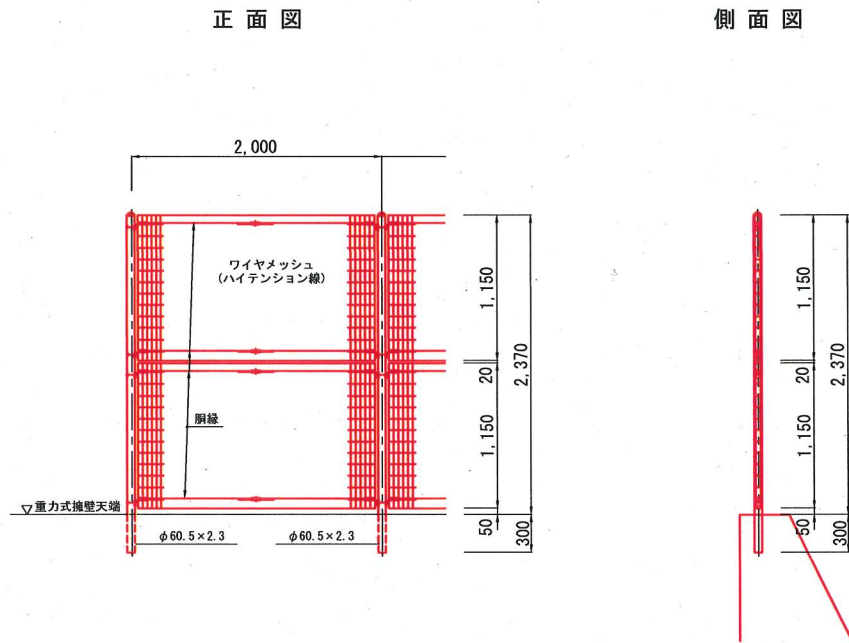 正面図
側面図
2,000
ワイヤメッシュ
(ハイテンション線)
胴縁
▽重力式擁壁天端
φ60.5×2.3
φ60.5×2.3
1,150
20
1,150
50
2,370
300
1,150
20
1,150
50
2,370
300